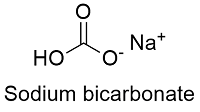 O
HO O- Na+
Sodium bicarbonate